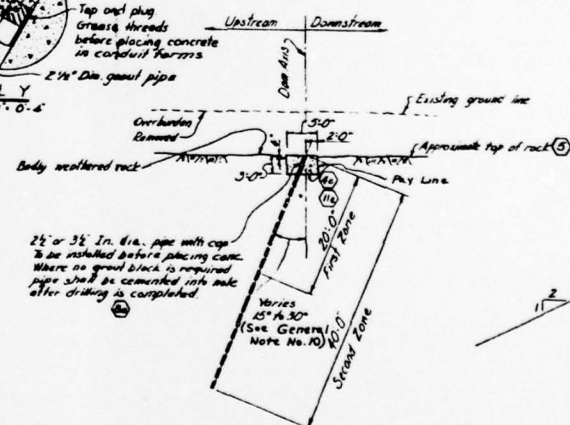 Tap and plug
Grease threads
before placing concrete
in conduit forms
2½" Dia. grout pipe
L Y
Upstream
Downstream
Dam Axis
Existing ground line
Overburden
Removed
5'-0"
2'-0"
Approximate top of rock 5
Badly weathered rock
3'-0"
Pay Line
4c
11c
2½ or 3½ In. dia. pipe with cap
To be installed before placing conc.
Where no grout block is required
pipe shall be cemented into hole
after drilling is completed.
20'-0"
First Zone
Varies
15° to 30°
(See General
Note No. 10)
40'-0"
Second Zone
2
1